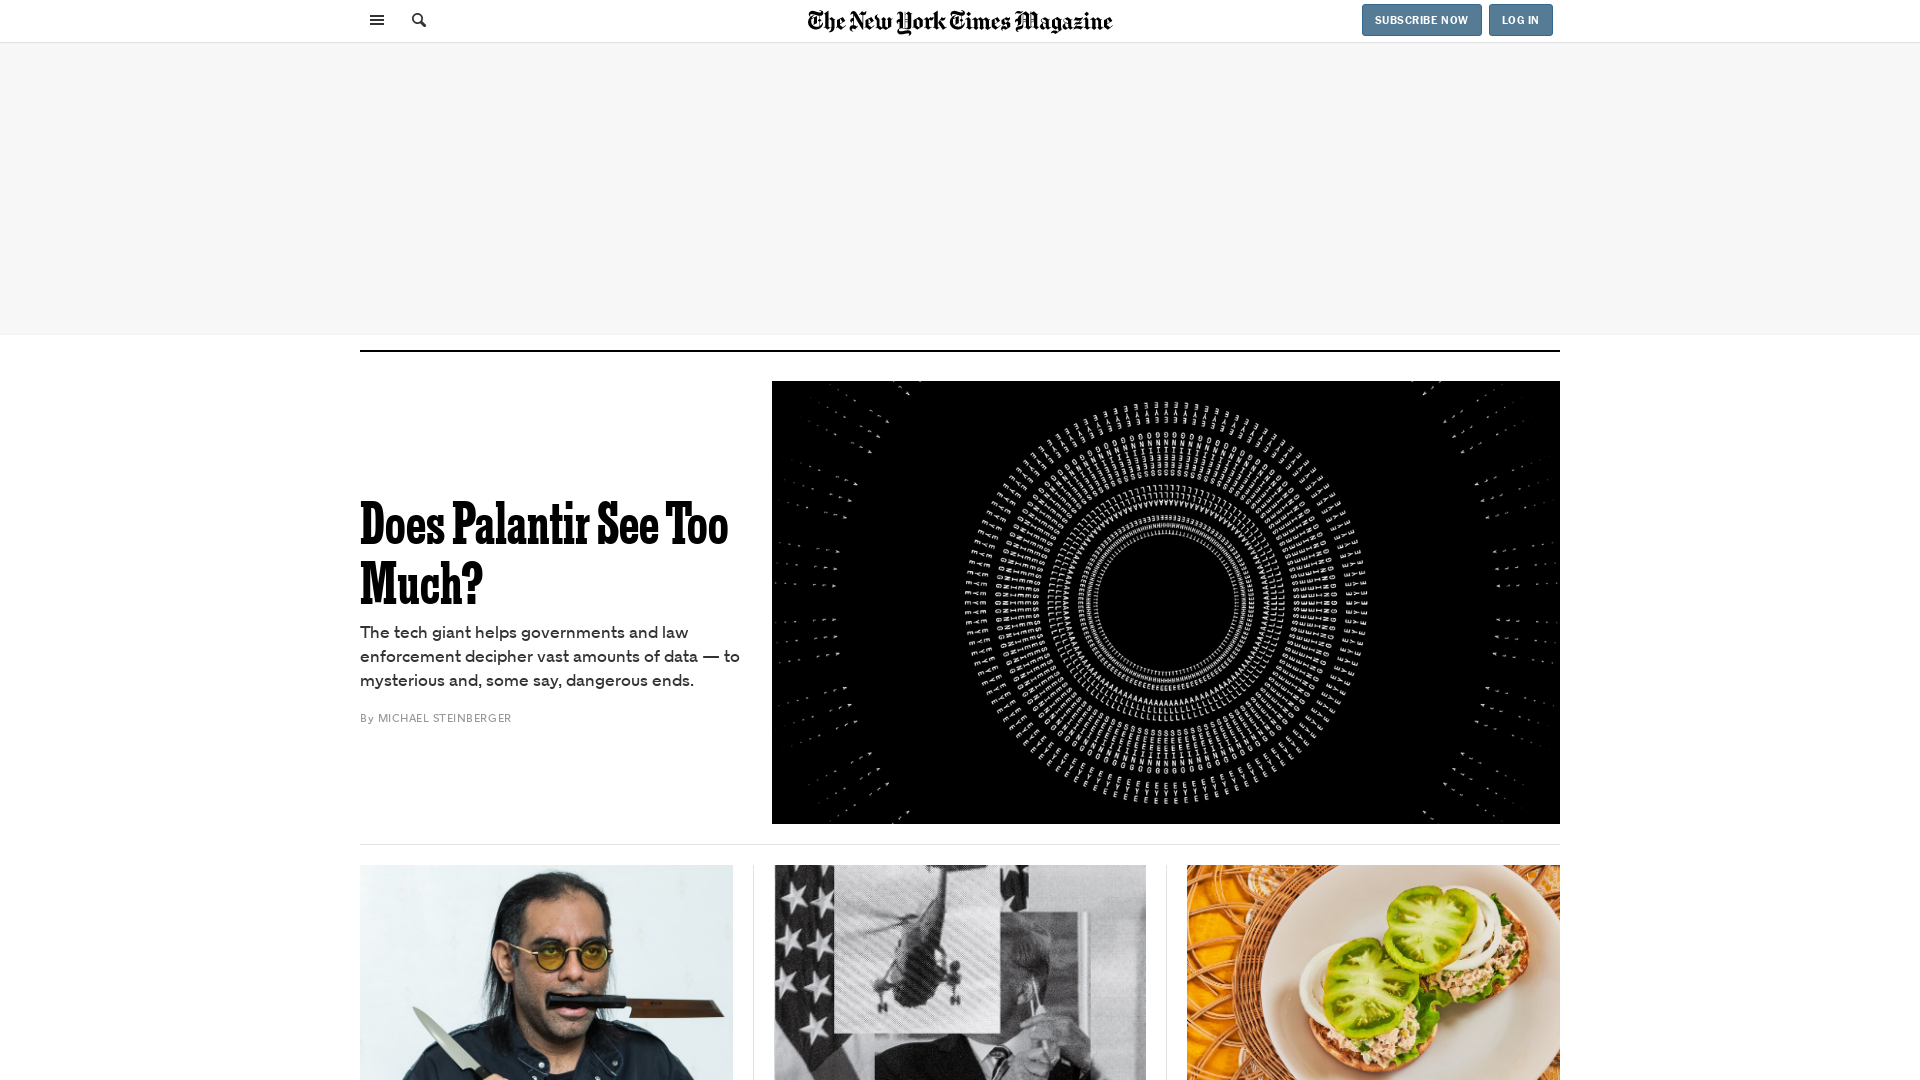 The New York Times Magazine
SUBSCRIBE NOW
LOG IN
Does Palantir See Too
Much?
The tech giant helps governments and law
enforcement decipher vast amounts of data — to
mysterious and, some say, dangerous ends.
By MICHAEL STEINBERGER